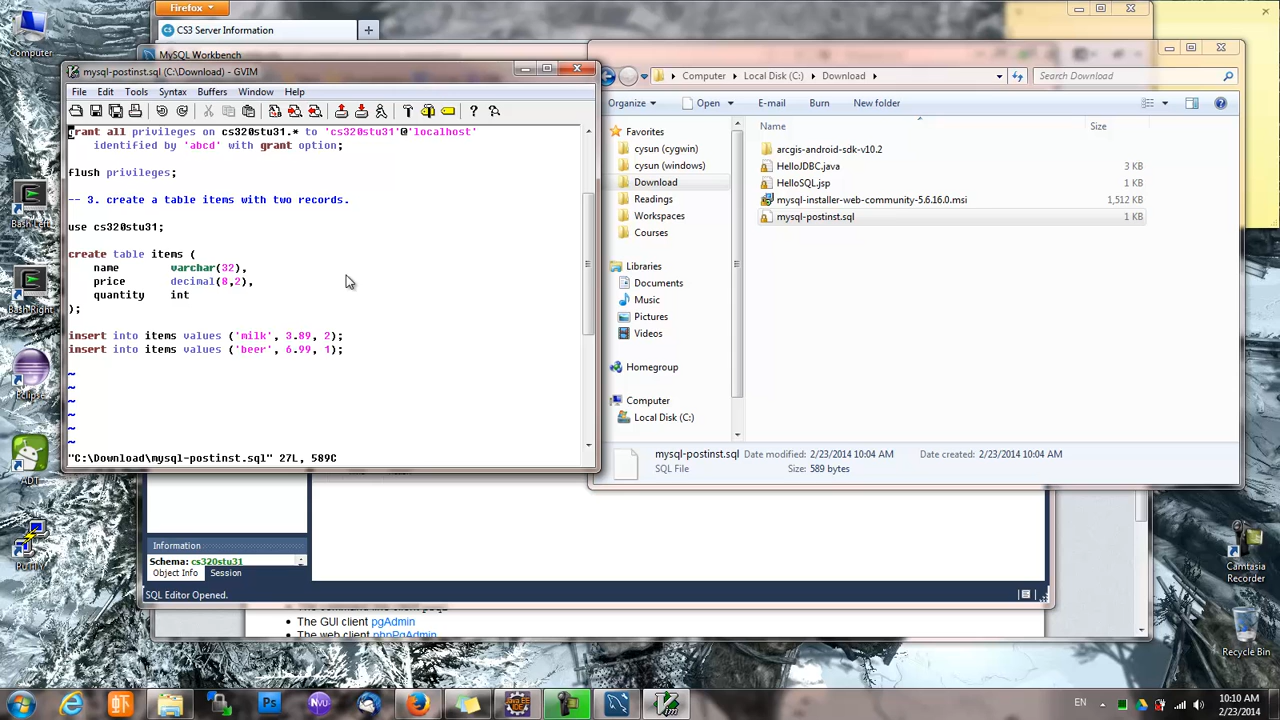 Firefox
CS3 Server Information
Computer
MySQL Workbench
mysql-postinst.sql (C:\Download) - GVIM
File Edit Tools Syntax Buffers Window Help
grant all privileges on cs320stu31.* to 'cs320stu31'@'localhost'
identified by 'abcd' with grant option;
flush privileges;
-- 3. create a table items with two records.
use cs320stu31;
create table items (
name varchar(32),
price decimal(8,2),
quantity int
);
insert into items values ('milk', 3.89, 2);
insert into items values ('beer', 6.99, 1);
~
~
~
~
~
~
"C:\Download\mysql-postinst.sql" 27L, 589C
Computer Local Disk (C:) Download
Search Download
Organize Open E-mail Burn New folder
Favorites
cysun (cygwin)
cysun (windows)
Download
Readings
Workspaces
Courses
Libraries
Documents
Music
Pictures
Videos
Homegroup
Computer
Local Disk (C:)
Name Size
arcgis-android-sdk-v10.2
HelloJDBC.java 3 KB
HelloSQL.jsp 1 KB
mysql-installer-web-community-5.6.16.0.msi 1,512 KB
mysql-postinst.sql 1 KB
mysql-postinst.sql Date modified: 2/23/2014 10:04 AM Date created: 2/23/2014 10:04 AM
SQL File Size: 589 bytes
Bash Left
Bash Right
Eclipse
ADT
PuTTY
Information
Schema: cs320stu31
Object Info Session
SQL Editor Opened.
The GUI client pgAdmin
The web client phpPgAdmin
Camtasia
Recorder
Recycle Bin
EN
10:10 AM
2/23/2014